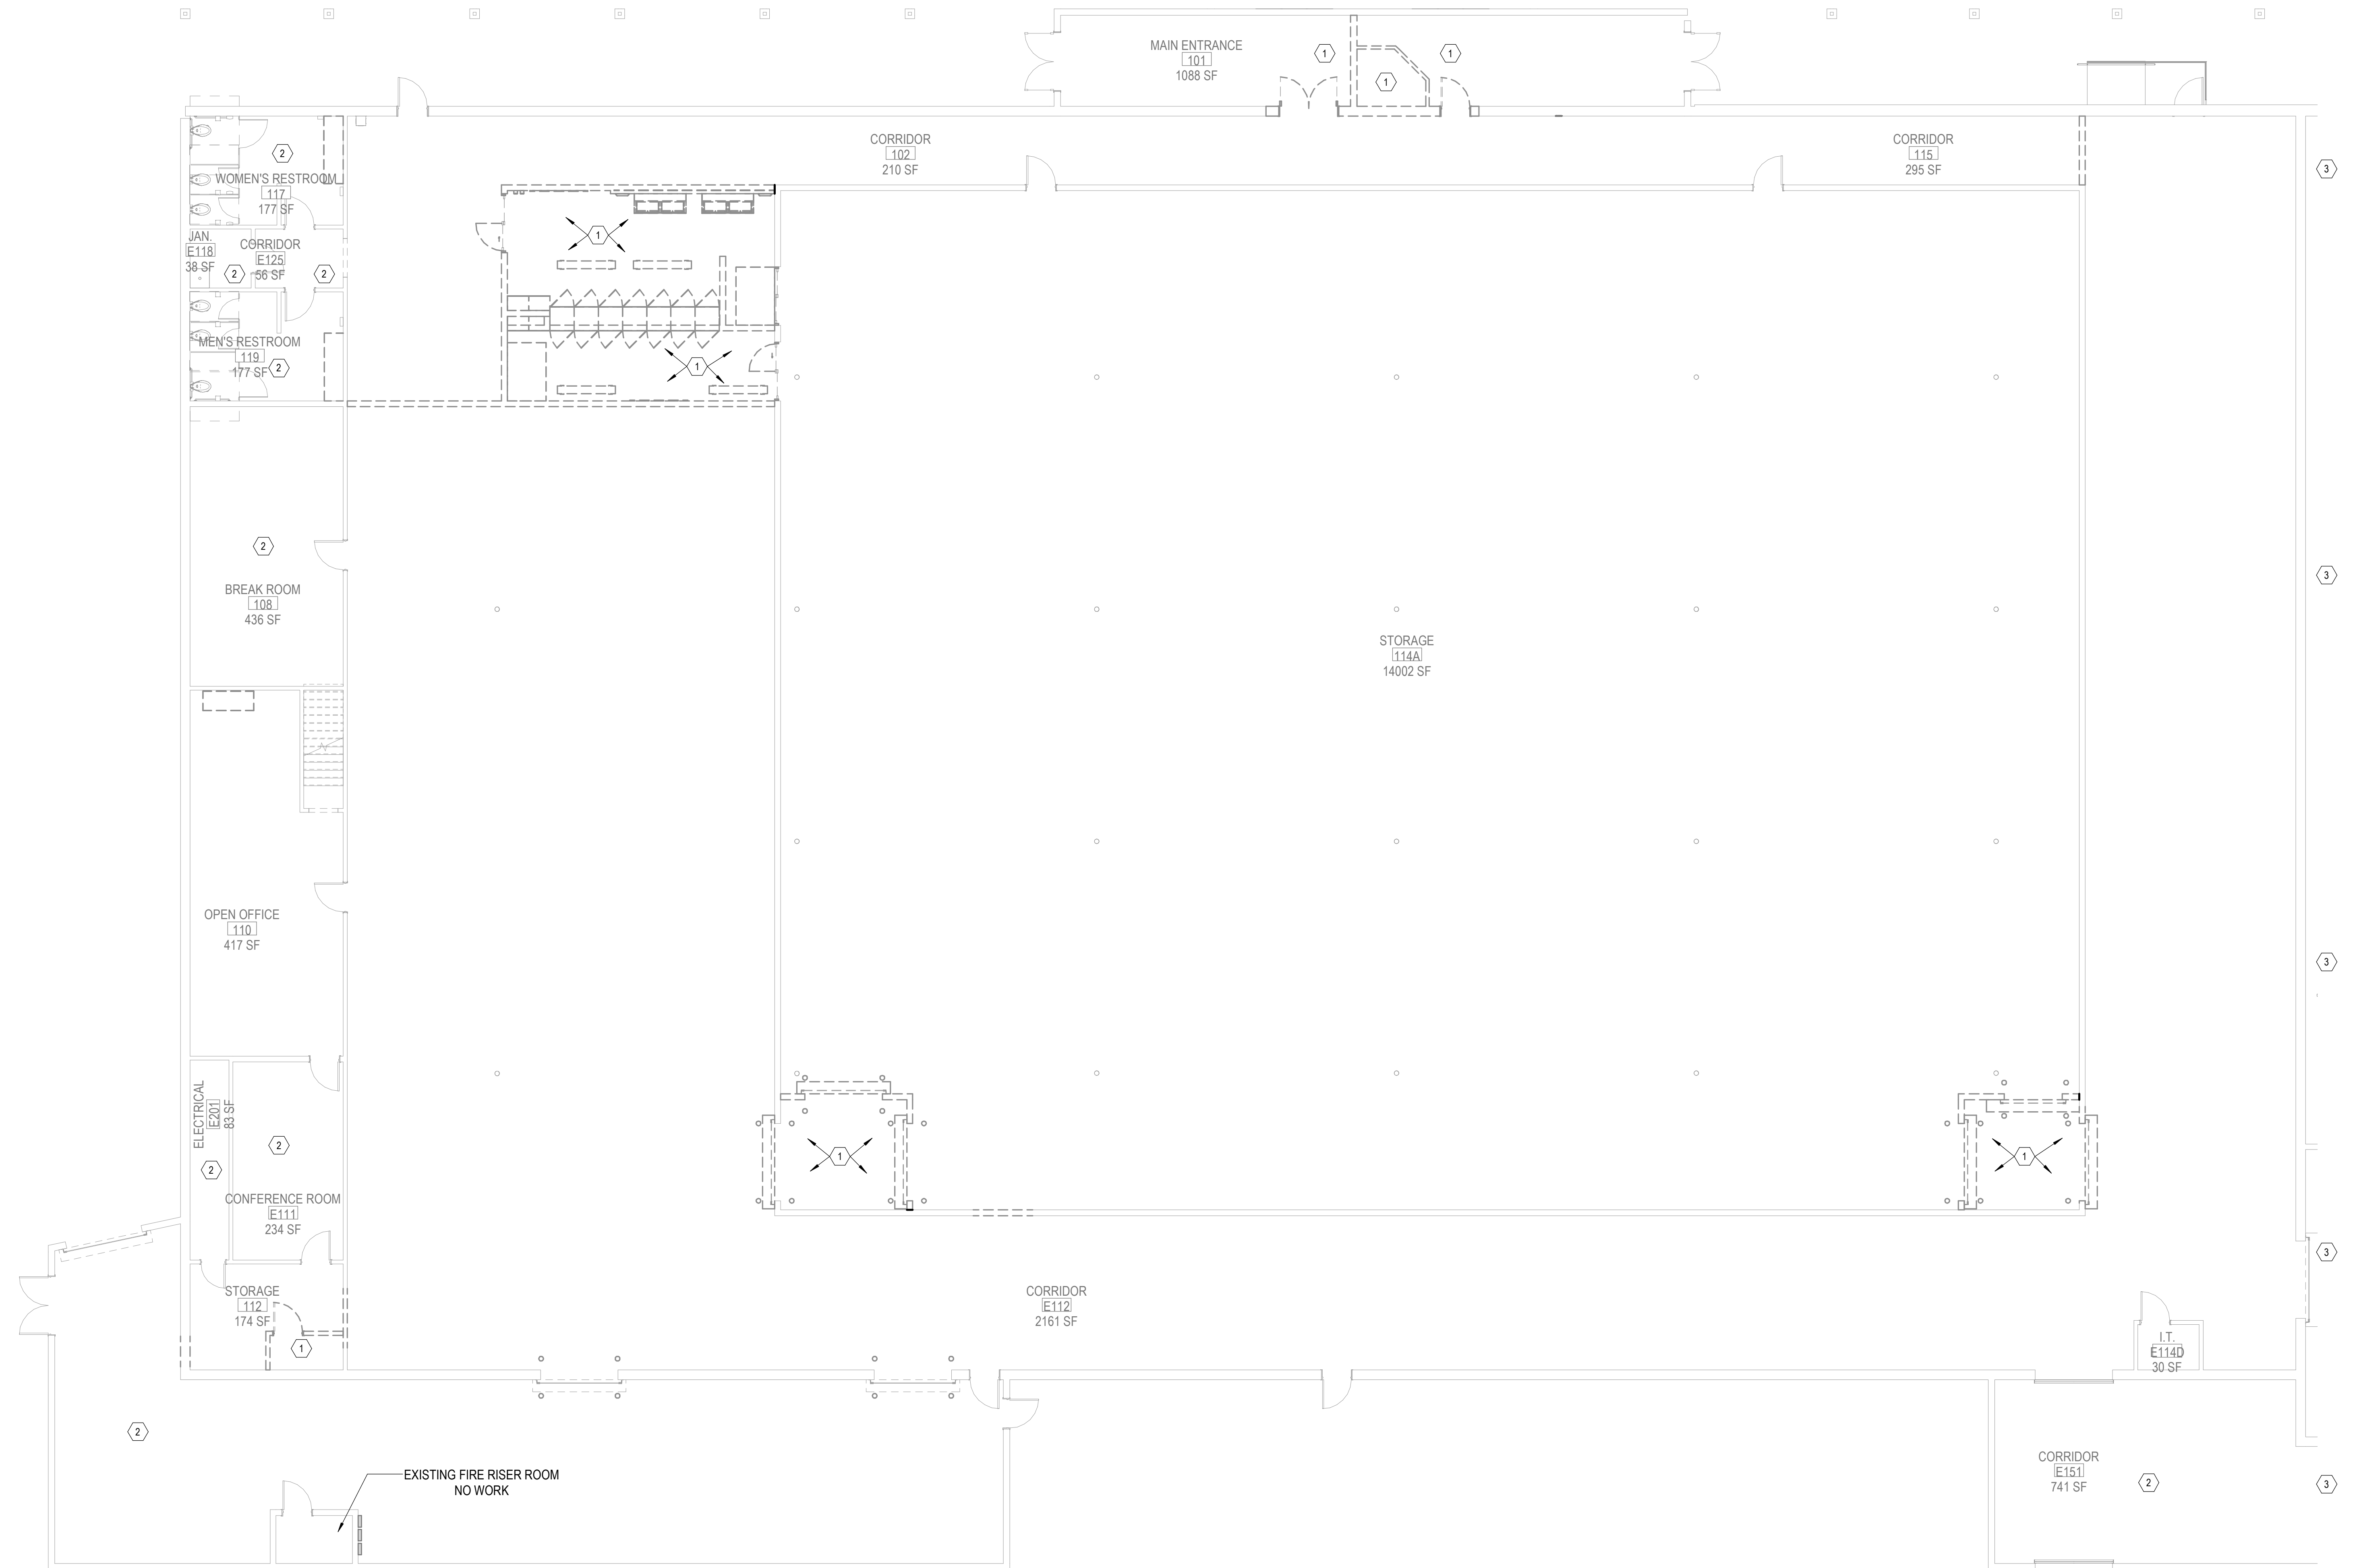 MAIN ENTRANCE
101
1088 SF
1
1
1
CORRIDOR
102
210 SF
CORRIDOR
115
295 SF
3
2
WOMEN'S RESTROOM
117
177 SF
JAN.
E118
38 SF
CORRIDOR
E125
56 SF
2
2
1
MEN'S RESTROOM
119
177 SF
2
1
2
BREAK ROOM
108
436 SF
3
STORAGE
114A
14002 SF
OPEN OFFICE
110
417 SF
3
ELECTRICAL
E201
83 SF
2
2
CONFERENCE ROOM
E111
234 SF
1
1
3
STORAGE
112
174 SF
1
CORRIDOR
E112
2161 SF
I.T.
E114D
30 SF
2
EXISTING FIRE RISER ROOM
NO WORK
CORRIDOR
E151
741 SF
2
3